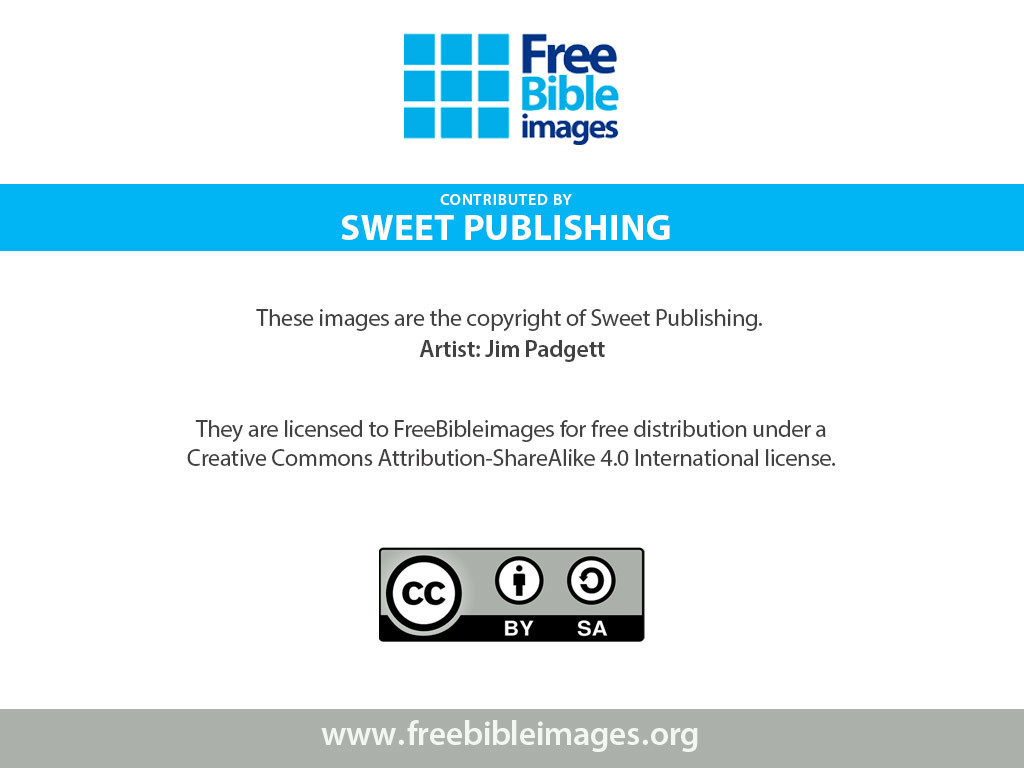 Free
Bible
images
CONTRIBUTED BY
SWEET PUBLISHING
These images are the copyright of Sweet Publishing.
Artist: Jim Padgett
They are licensed to FreeBibleimages for free distribution under a
Creative Commons Attribution-ShareAlike 4.0 International license.
cc
BY SA
www.freebibleimages.org